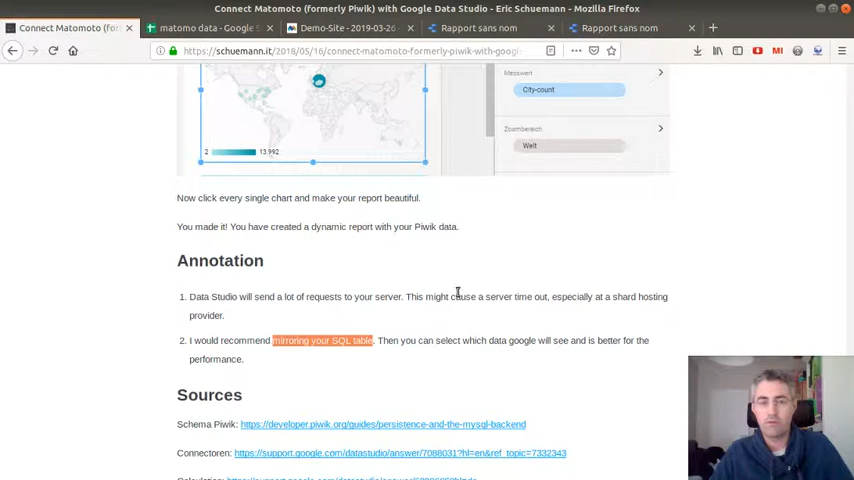 Connect Matomoto (formerly Piwik) with Google Data Studio - Eric Schuemann - Mozilla Firefox
Connect Matomoto (formerly Pi
matomo data - Google S
Demo-Site - 2019-03-26
Rapport sans nom
Rapport sans nom
https://schuemann.it/2018/05/16/connect-matomoto-formerly-piwik-with-googl
Messwert
City-count
Zoombereich
Welt
2
13.992
Now click every single chart and make your report beautiful.
You made it! You have created a dynamic report with your Piwik data.
Annotation
1. Data Studio will send a lot of requests to your server. This might cause a server time out, especially at a shard hosting
provider.
2. I would recommend mirroring your SQL table. Then you can select which data google will see and is better for the
performance.
Sources
Schema Piwik: https://developer.piwik.org/guides/persistence-and-the-mysql-backend
Connectoren: https://support.google.com/datastudio/answer/7088031?hl=en&ref_topic=7332343